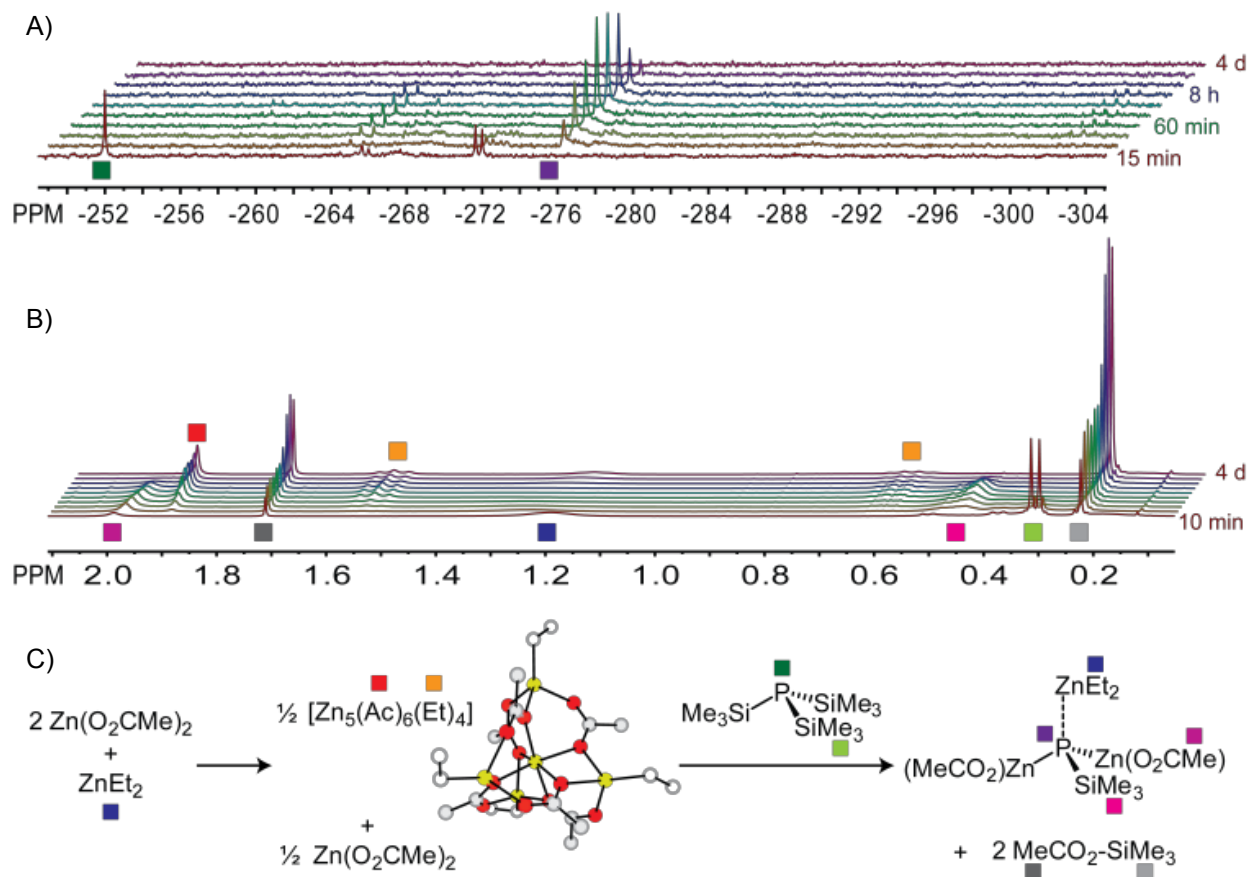 A)
4 d
8 h
60 min
15 min
PPM -252 -256 -260 -264 -268 -272 -276 -280 -284 -288 -292 -296 -300 -304
B)
4 d
10 min
PPM 2.0 1.8 1.6 1.4 1.2 1.0 0.8 0.6 0.4 0.2
C)
2 Zn(O₂CMe)₂
+
ZnEt₂
½ [Zn₅(Ac)₆(Et)₄]
+
½ Zn(O₂CMe)₂
Me₃Si P SiMe₃
SiMe₃
ZnEt₂
P
(MeCO₂)Zn Zn(O₂CMe)
SiMe₃
+ 2 MeCO₂-SiMe₃